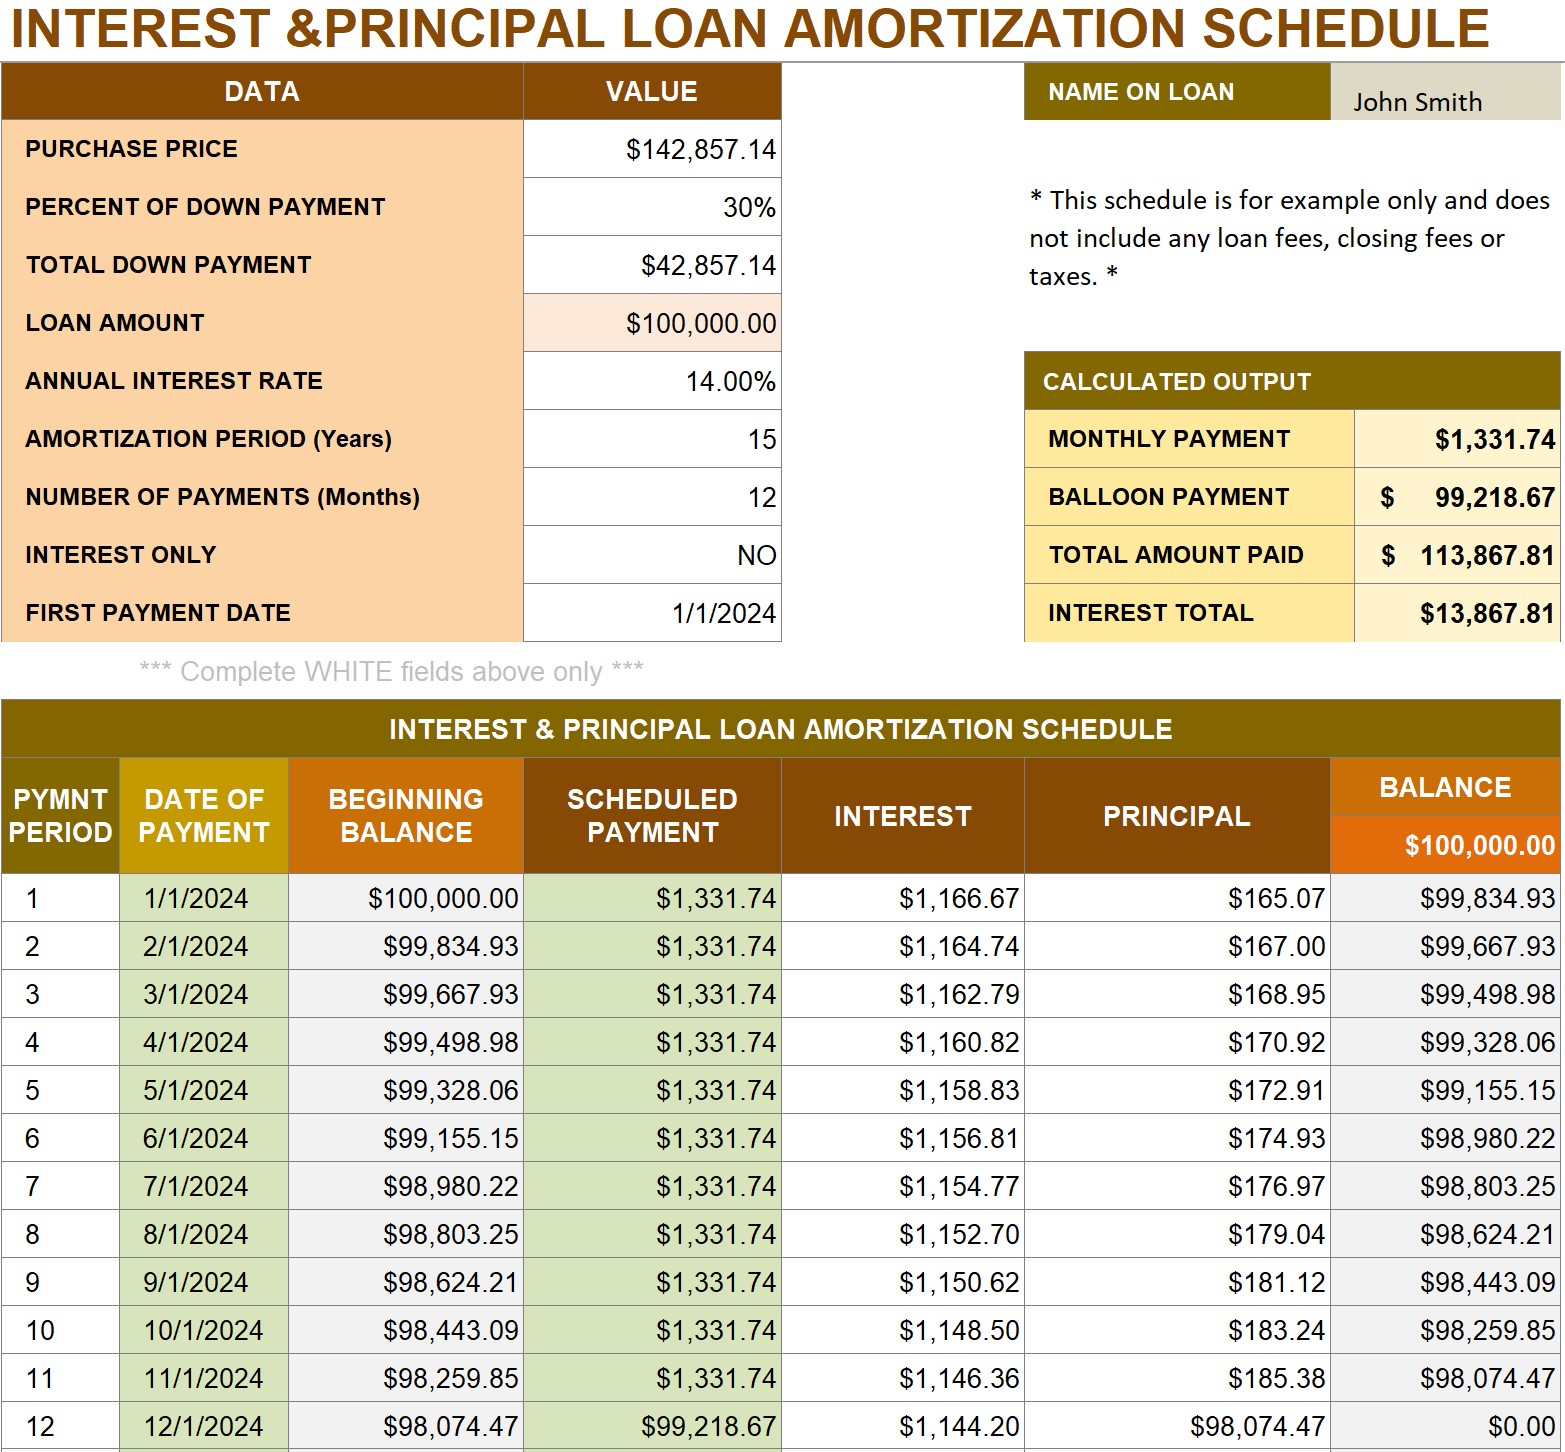 INTEREST &PRINCIPAL LOAN AMORTIZATION SCHEDULE
DATA VALUE
PURCHASE PRICE $142,857.14
PERCENT OF DOWN PAYMENT 30%
TOTAL DOWN PAYMENT $42,857.14
LOAN AMOUNT $100,000.00
ANNUAL INTEREST RATE 14.00%
AMORTIZATION PERIOD (Years) 15
NUMBER OF PAYMENTS (Months) 12
INTEREST ONLY NO
FIRST PAYMENT DATE 1/1/2024
*** Complete WHITE fields above only ***
NAME ON LOAN John Smith
* This schedule is for example only and does
not include any loan fees, closing fees or
taxes. *
CALCULATED OUTPUT
MONTHLY PAYMENT $1,331.74
BALLOON PAYMENT $ 99,218.67
TOTAL AMOUNT PAID $ 113,867.81
INTEREST TOTAL $13,867.81
INTEREST & PRINCIPAL LOAN AMORTIZATION SCHEDULE
PYMNT PERIOD DATE OF PAYMENT BEGINNING BALANCE SCHEDULED PAYMENT INTEREST PRINCIPAL BALANCE
$100,000.00
1 1/1/2024 $100,000.00 $1,331.74 $1,166.67 $165.07 $99,834.93
2 2/1/2024 $99,834.93 $1,331.74 $1,164.74 $167.00 $99,667.93
3 3/1/2024 $99,667.93 $1,331.74 $1,162.79 $168.95 $99,498.98
4 4/1/2024 $99,498.98 $1,331.74 $1,160.82 $170.92 $99,328.06
5 5/1/2024 $99,328.06 $1,331.74 $1,158.83 $172.91 $99,155.15
6 6/1/2024 $99,155.15 $1,331.74 $1,156.81 $174.93 $98,980.22
7 7/1/2024 $98,980.22 $1,331.74 $1,154.77 $176.97 $98,803.25
8 8/1/2024 $98,803.25 $1,331.74 $1,152.70 $179.04 $98,624.21
9 9/1/2024 $98,624.21 $1,331.74 $1,150.62 $181.12 $98,443.09
10 10/1/2024 $98,443.09 $1,331.74 $1,148.50 $183.24 $98,259.85
11 11/1/2024 $98,259.85 $1,331.74 $1,146.36 $185.38 $98,074.47
12 12/1/2024 $98,074.47 $99,218.67 $1,144.20 $98,074.47 $0.00